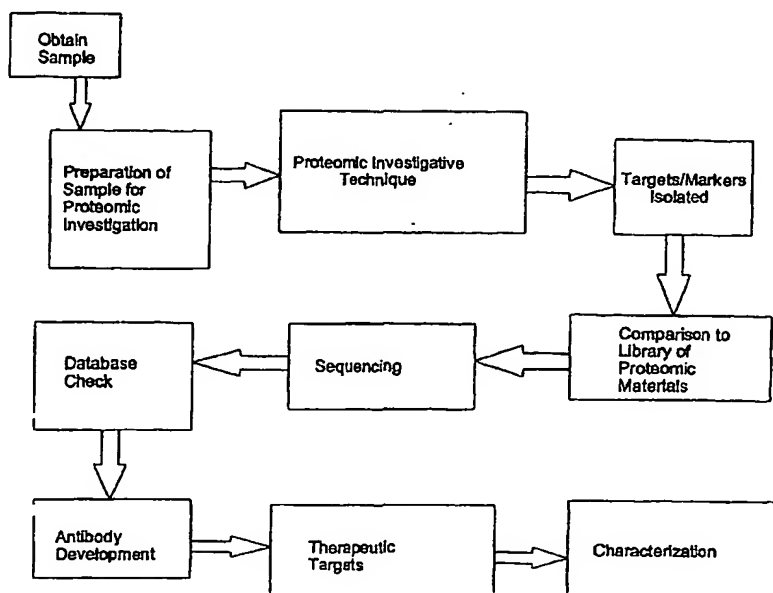 Obtain
Sample
Preparation of
Sample for
Proteomic
Investigation
Proteomic Investigative
Technique
Targets/Markers
Isolated
Comparison to
Library of
Proteomic
Materials
Sequencing
Database
Check
Antibody
Development
Therapeutic
Targets
Characterization